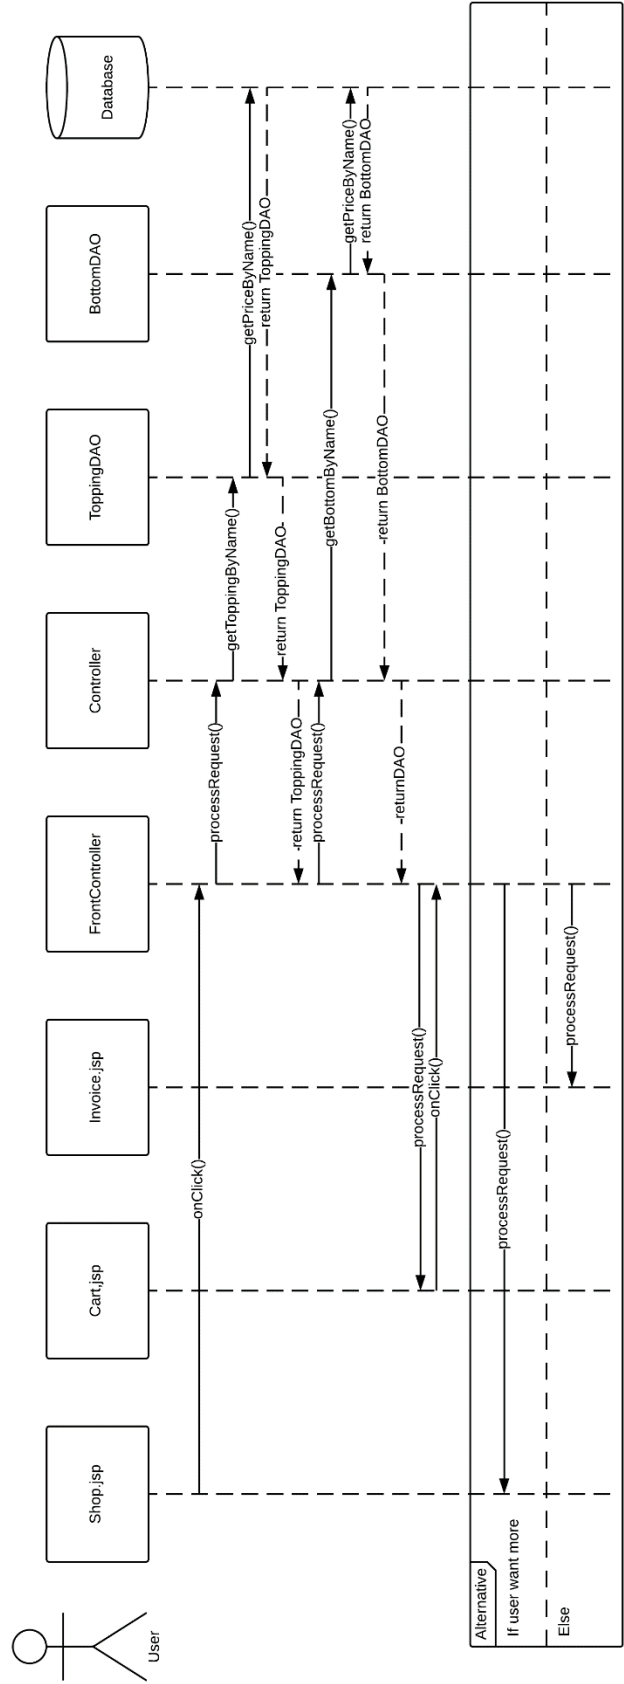 User
Shop.jsp
Cart,jsp
Invoice.jsp
FrontController
Controller
ToppingDAO
BottomDAO
Database
onClick()
processRequest()
getToppingByName()
getPriceByName()
return ToppingDAO
return ToppingDAO
return ToppingDAO
processRequest()
getBottomByName()
getPriceByName()
return BottomDAO
return BottomDAO
returnDAO
processRequest()
onClick()
Alternative
If user want more
processRequest()
Else
processRequest()